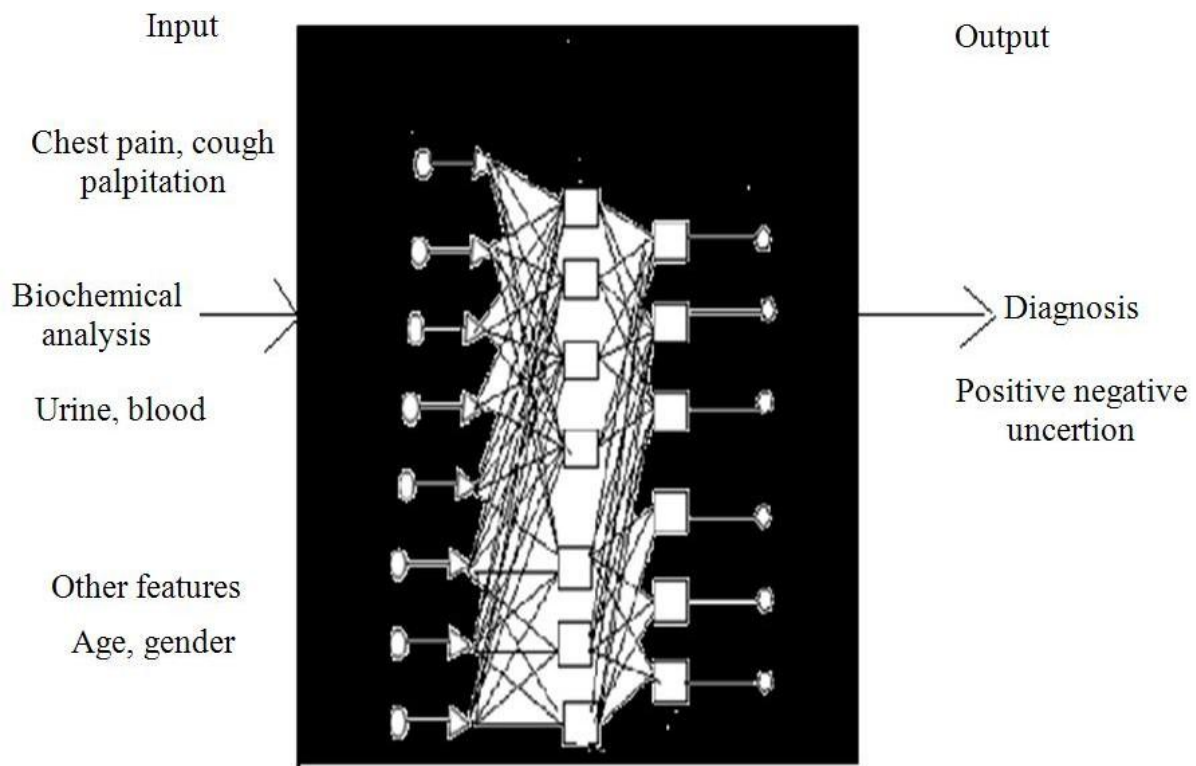 Input
Output
Chest pain, cough
palpitation
Biochemical
analysis
Diagnosis
Urine, blood
Positive negative
uncertion
Other features
Age, gender